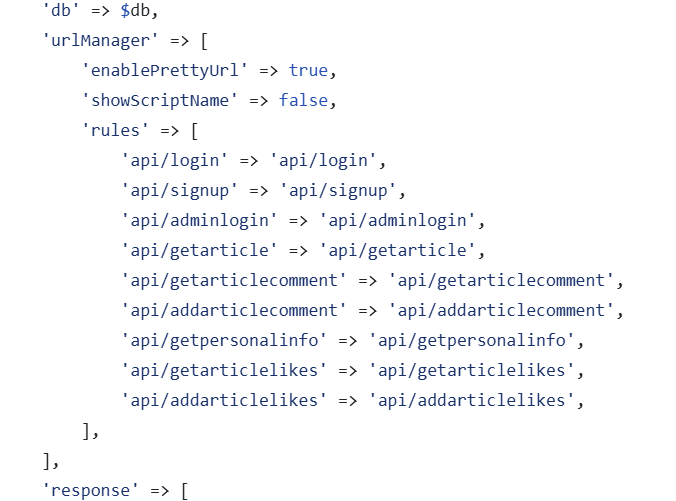 'db' => $db,
'urlManager' => [
'enablePrettyUrl' => true,
'showScriptName' => false,
'rules' => [
'api/login' => 'api/login',
'api/signup' => 'api/signup',
'api/adminlogin' => 'api/adminlogin',
'api/getarticle' => 'api/getarticle',
'api/getarticlecomment' => 'api/getarticlecomment',
'api/addarticlecomment' => 'api/addarticlecomment',
'api/getpersonalinfo' => 'api/getpersonalinfo',
'api/getarticlelikes' => 'api/getarticlelikes',
'api/addarticlelikes' => 'api/addarticlelikes',
],
],
'response' => [